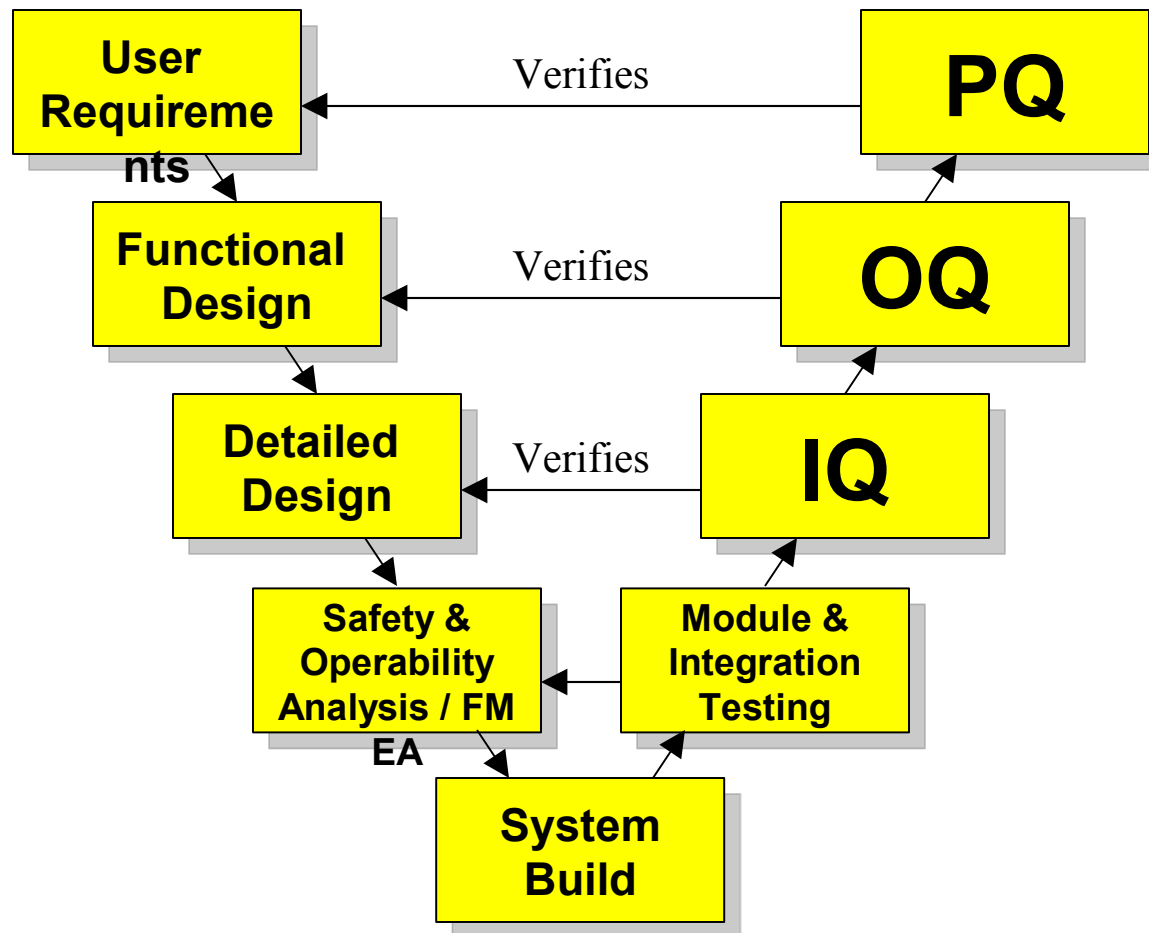 User
Requireme
nts
Verifies
PQ
Functional
Design
Verifies
OQ
Detailed
Design
Verifies
IQ
Safety &
Operability
Analysis / FM
EA
Module &
Integration
Testing
System
Build